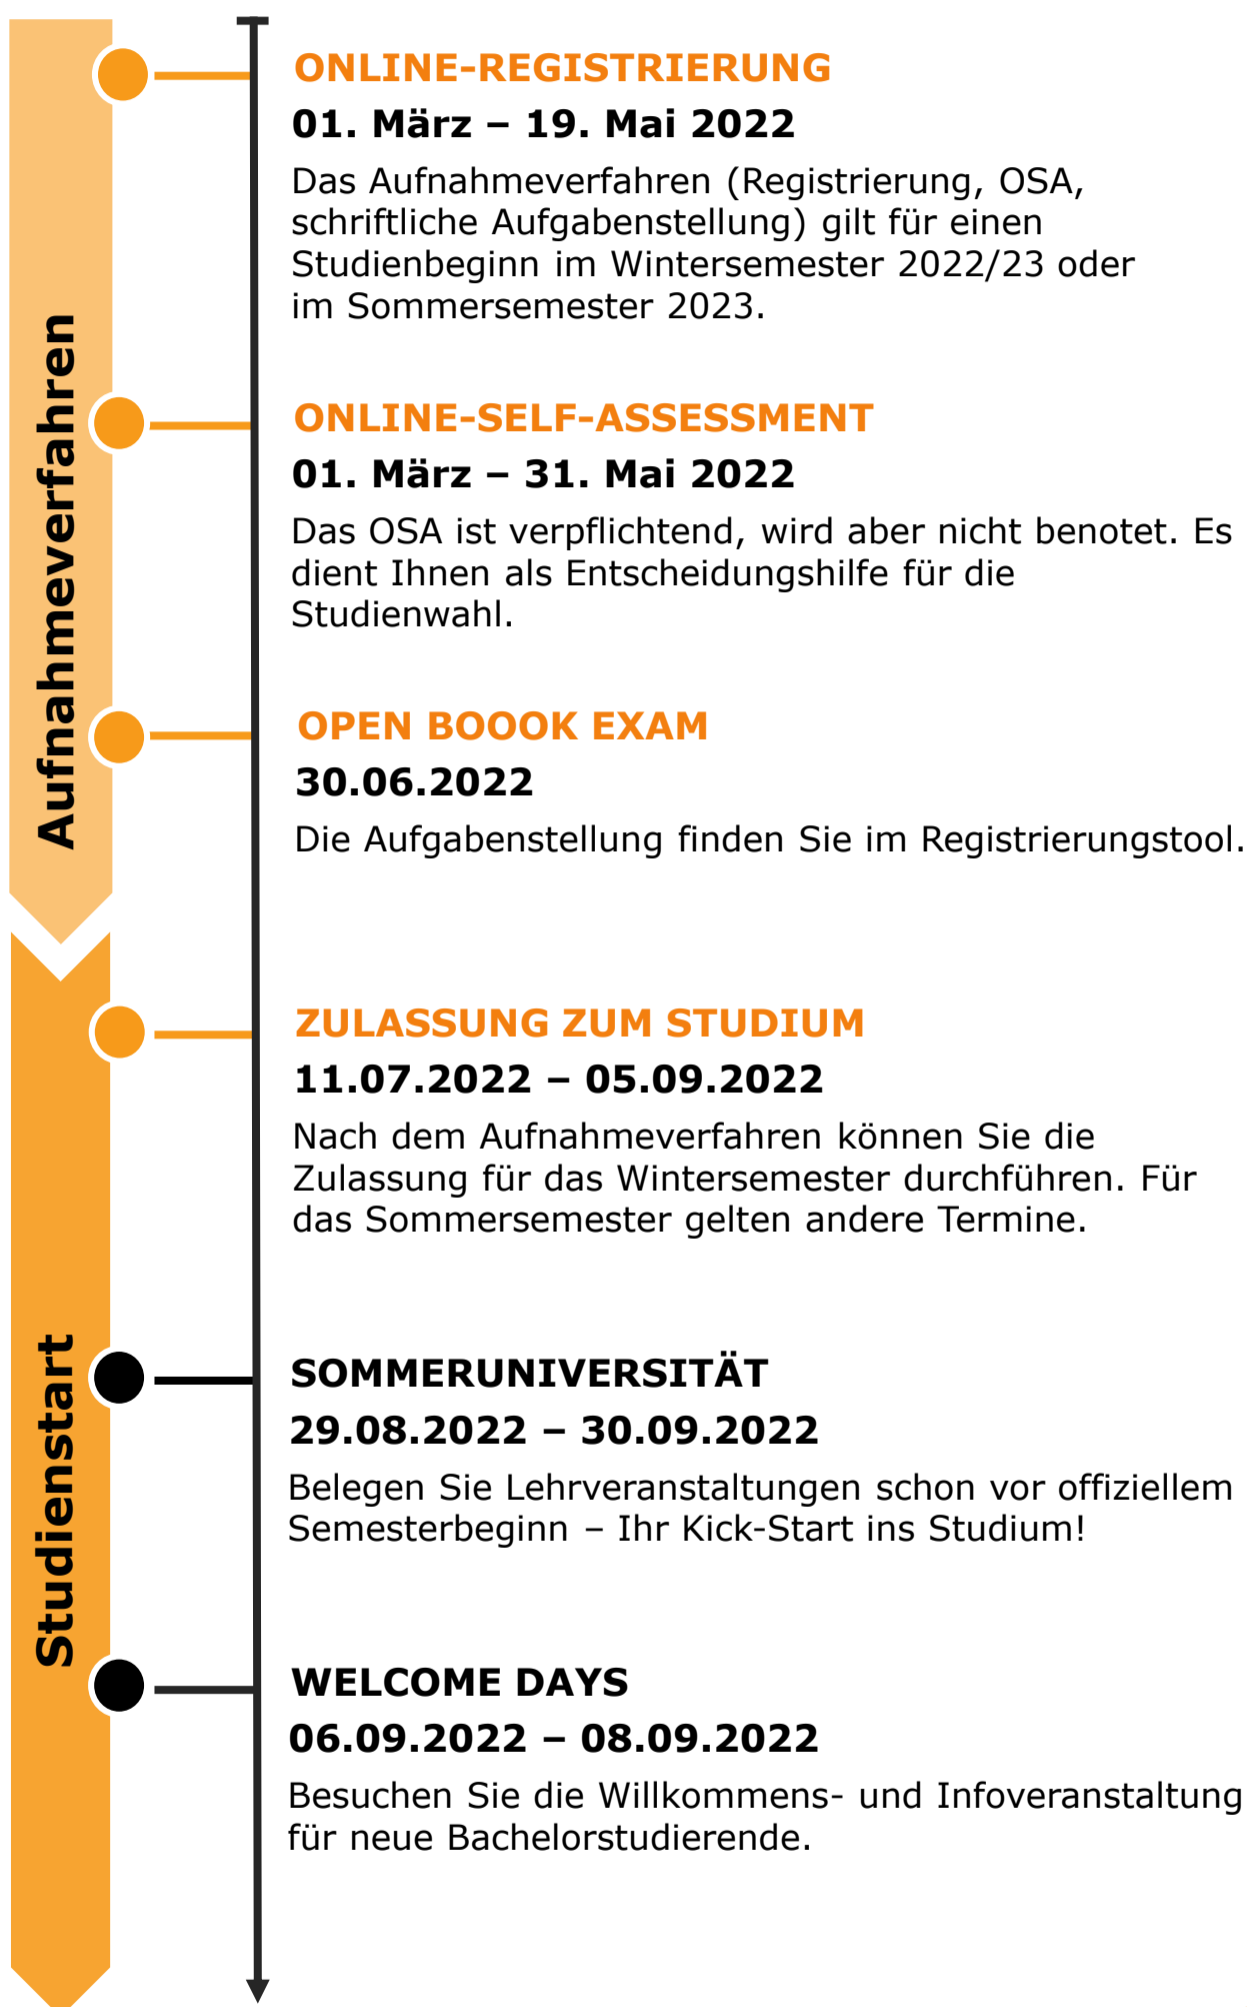 Aufnahmeverfahren
ONLINE-REGISTRIERUNG
01. März – 19. Mai 2022
Das Aufnahmeverfahren (Registrierung, OSA,
schriftliche Aufgabenstellung) gilt für einen
Studienbeginn im Wintersemester 2022/23 oder
im Sommersemester 2023.
ONLINE-SELF-ASSESSMENT
01. März – 31. Mai 2022
Das OSA ist verpflichtend, wird aber nicht benotet. Es
dient Ihnen als Entscheidungshilfe für die
Studienwahl.
OPEN BOOOK EXAM
30.06.2022
Die Aufgabenstellung finden Sie im Registrierungstool.
Studienstart
ZULASSUNG ZUM STUDIUM
11.07.2022 – 05.09.2022
Nach dem Aufnahmeverfahren können Sie die
Zulassung für das Wintersemester durchführen. Für
das Sommersemester gelten andere Termine.
SOMMERUNIVERSITÄT
29.08.2022 – 30.09.2022
Belegen Sie Lehrveranstaltungen schon vor offiziellem
Semesterbeginn – Ihr Kick-Start ins Studium!
WELCOME DAYS
06.09.2022 – 08.09.2022
Besuchen Sie die Willkommens- und Infoveranstaltung
für neue Bachelorstudierende.